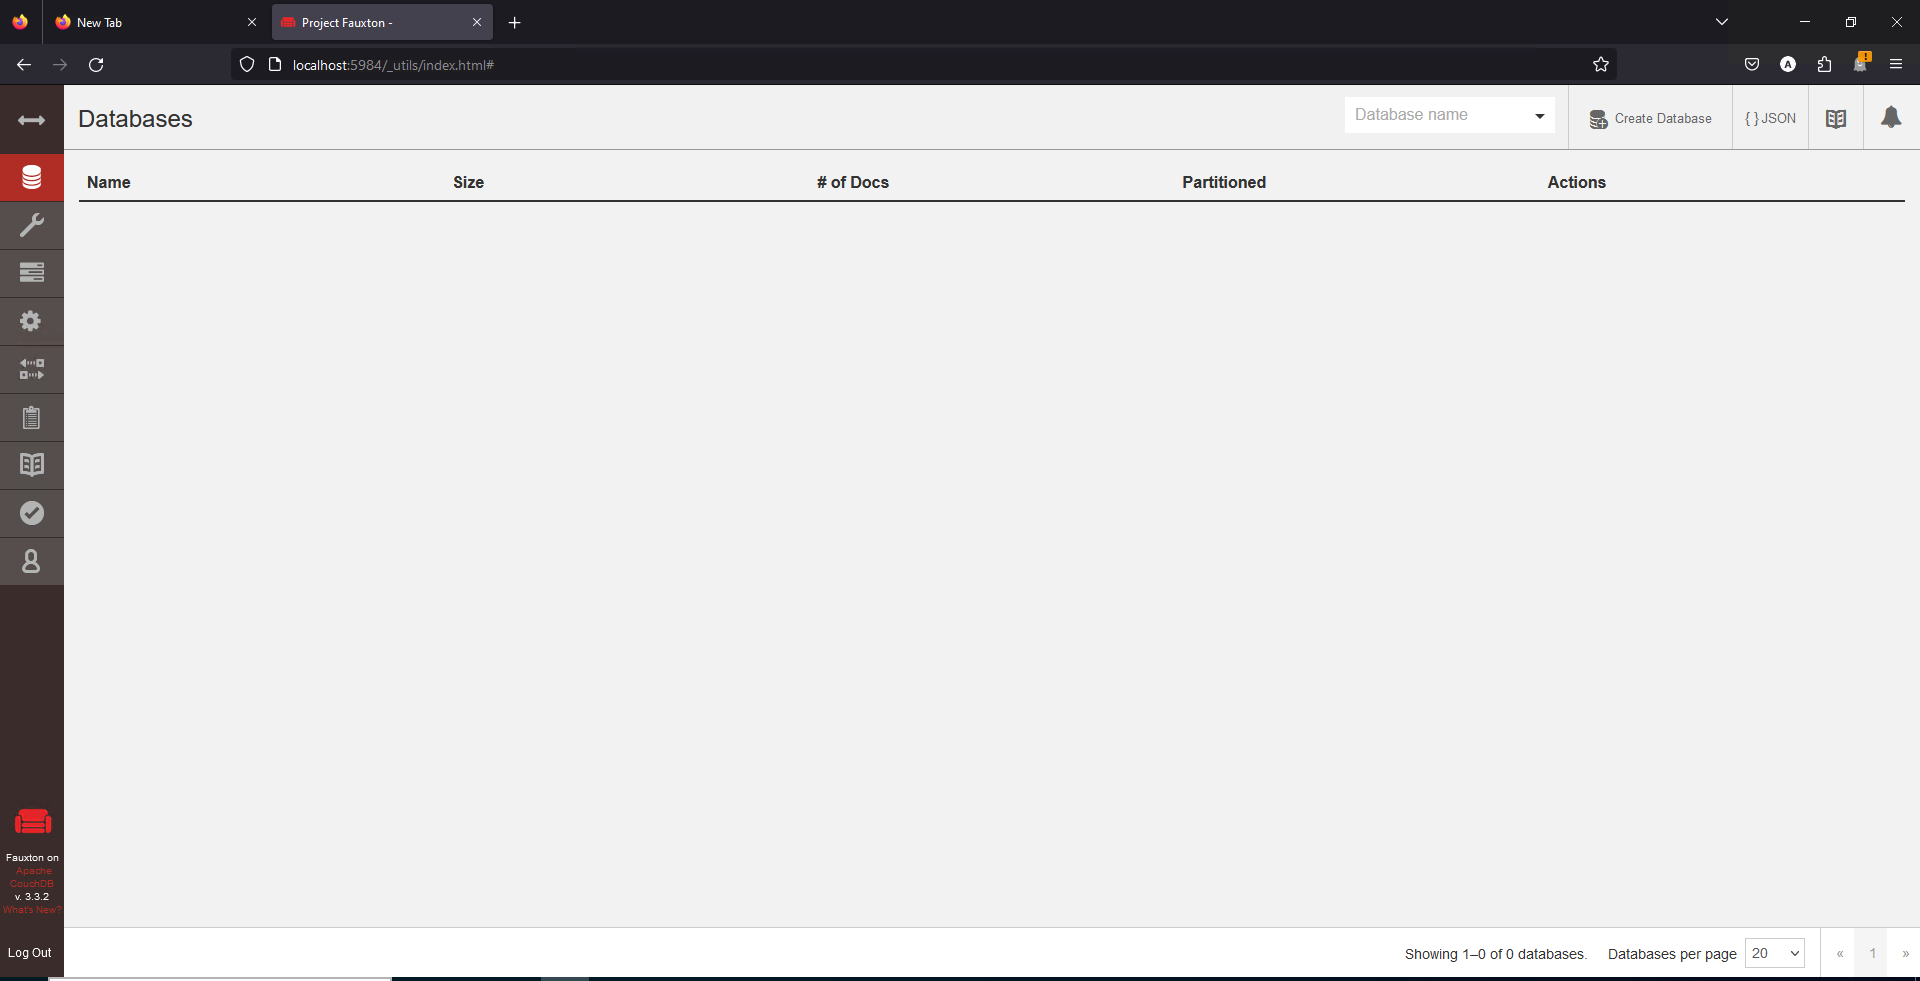 New Tab
Project Fauxton -
localhost:5984/_utils/index.html#
Databases
Database name
Create Database
{ } JSON
Name Size # of Docs Partitioned Actions
Fauxton on
Apache
CouchDB
v. 3.3.2
What's New?
Log Out
Showing 1–0 of 0 databases. Databases per page 20 « 1 »